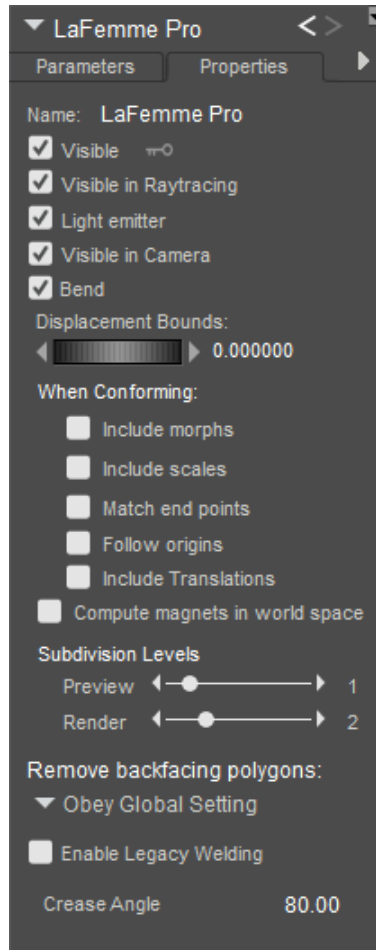 LaFemme Pro < >
Parameters Properties
Name: LaFemme Pro
Visible
Visible in Raytracing
Light emitter
Visible in Camera
Bend
Displacement Bounds:
0.000000
When Conforming:
Include morphs
Include scales
Match end points
Follow origins
Include Translations
Compute magnets in world space
Subdivision Levels
Preview 1
Render 2
Remove backfacing polygons:
Obey Global Setting
Enable Legacy Welding
Crease Angle 80.00